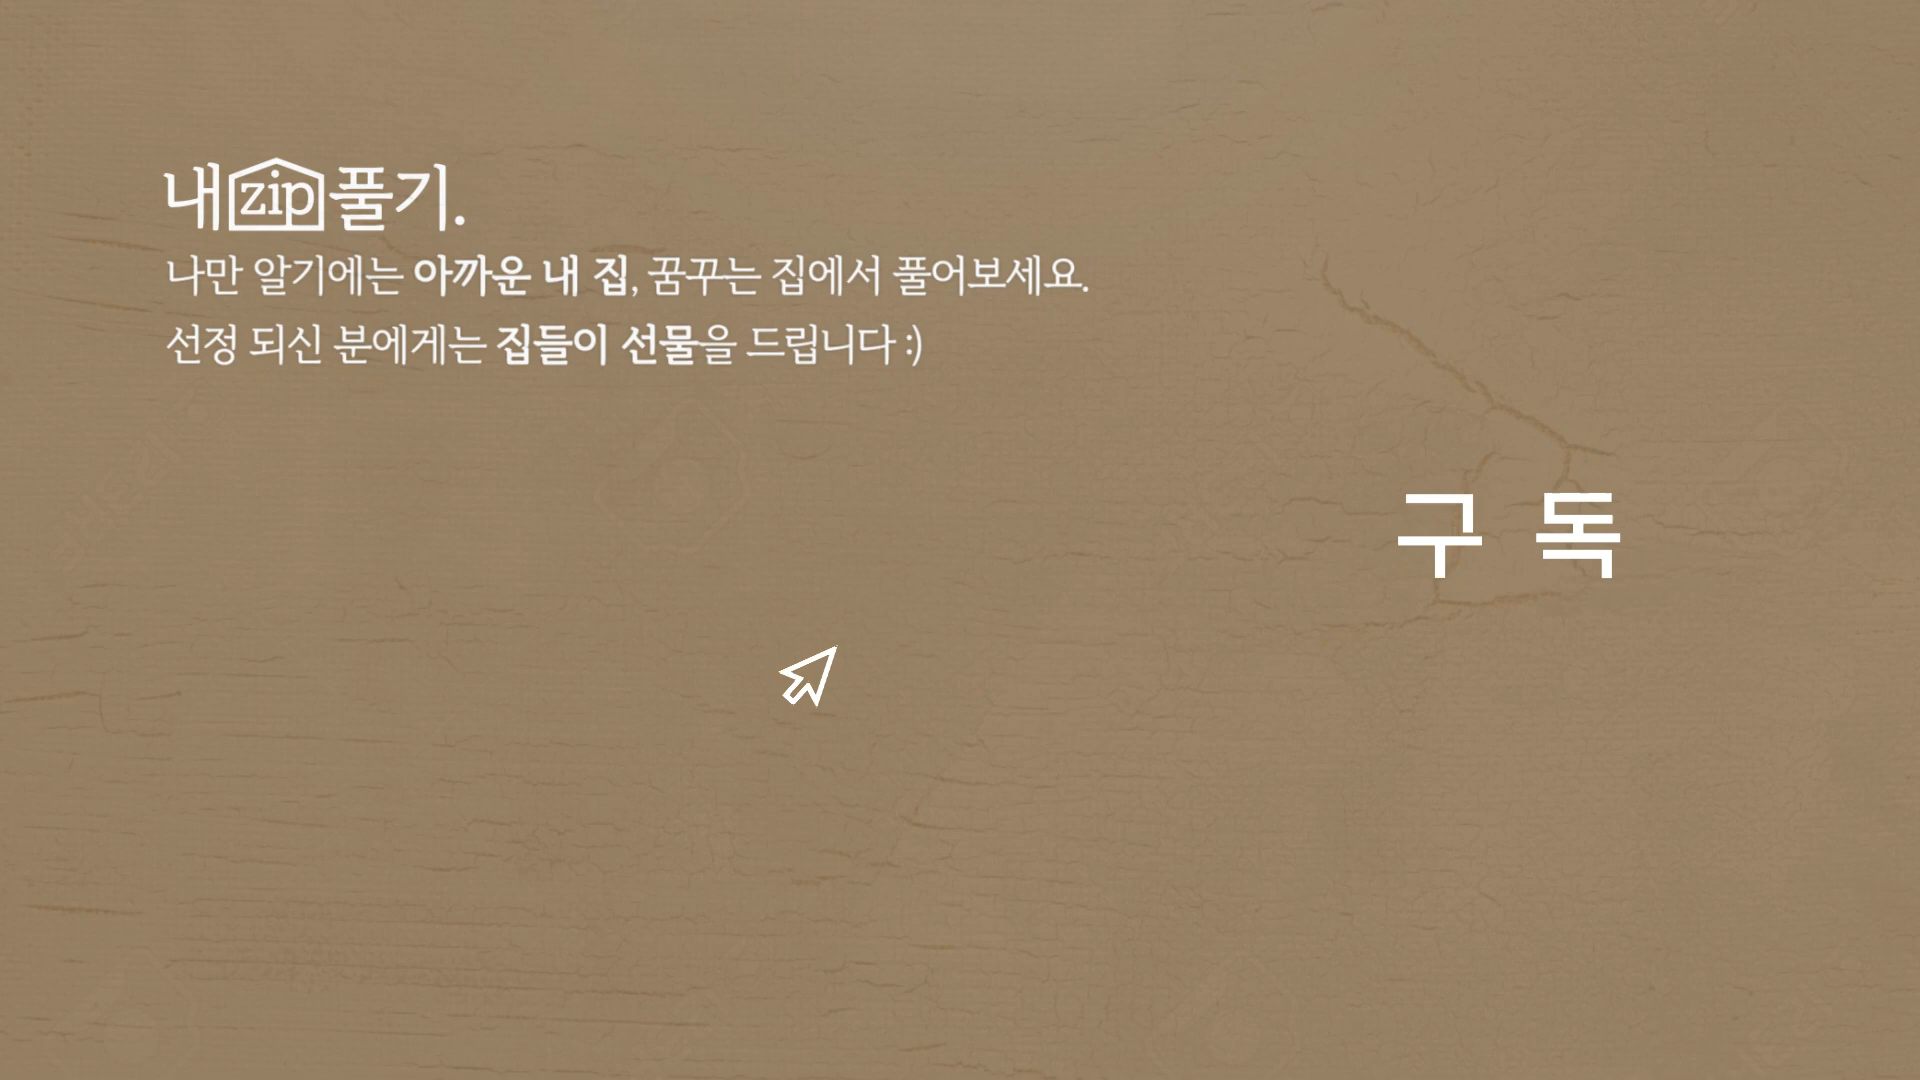 내zip풀기.
나만 알기에는 아까운 내 집, 꿈꾸는 집에서 풀어보세요.
선정 되신 분에게는 집들이 선물을 드립니다 :)
구 독